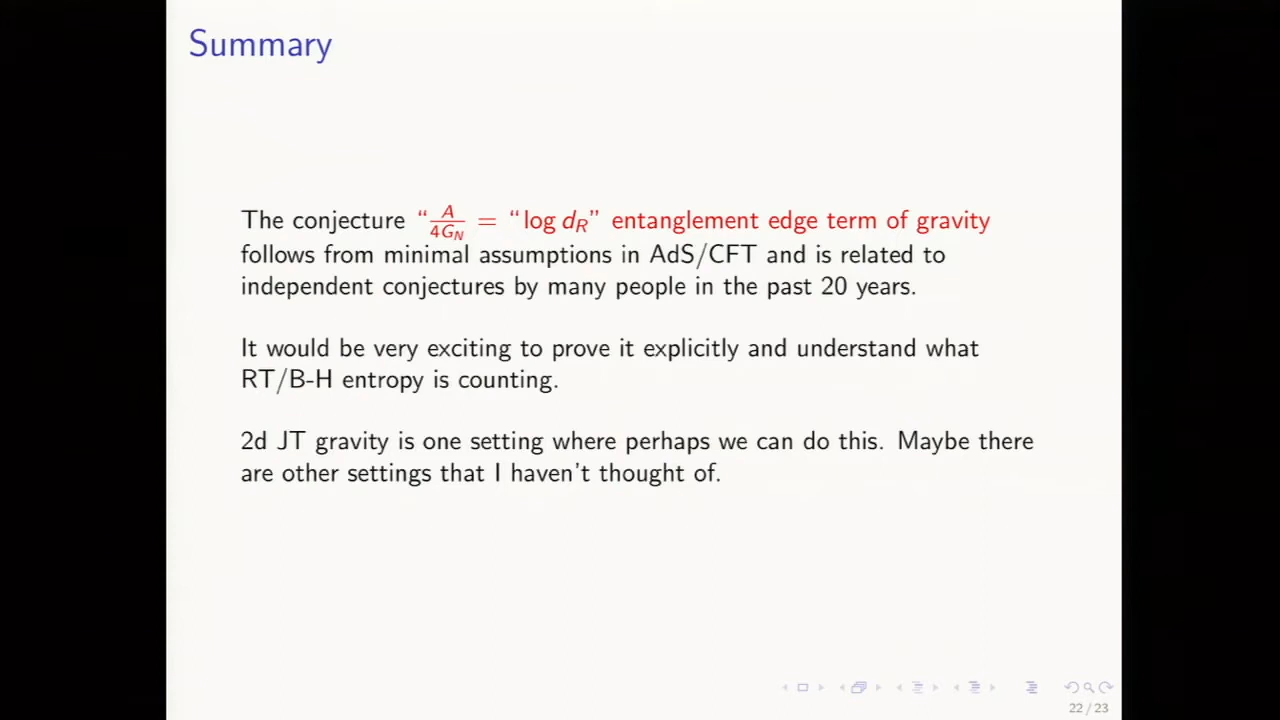 Summary
The conjecture “$\frac{A}{4G_N}$ = “log $d_R$” entanglement edge term of gravity
follows from minimal assumptions in AdS/CFT and is related to
independent conjectures by many people in the past 20 years.
It would be very exciting to prove it explicitly and understand what
RT/B-H entropy is counting.
2d JT gravity is one setting where perhaps we can do this. Maybe there
are other settings that I haven't thought of.
22 / 23